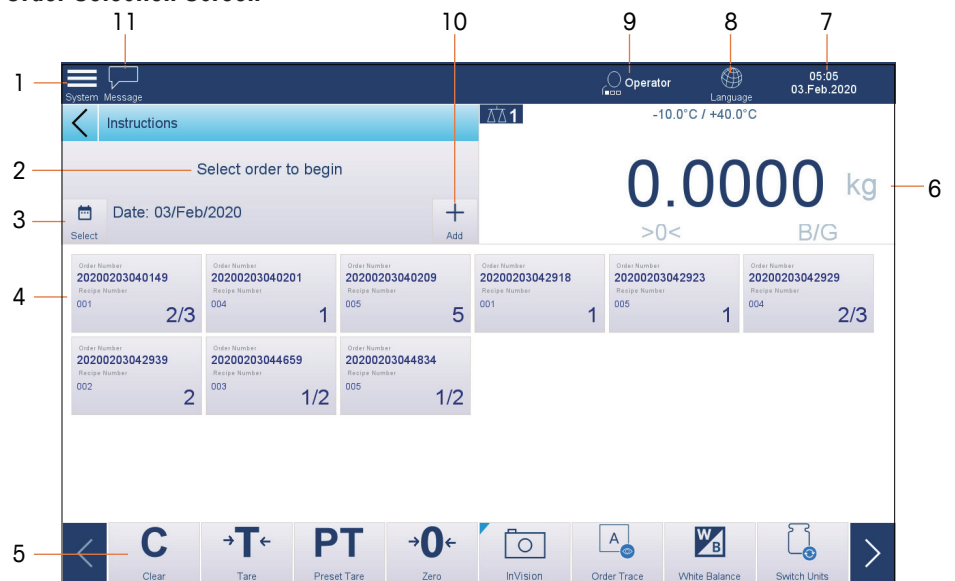 11 10 9 8 7
1
System Message
Operator
Language
05:05
03.Feb.2020
Instructions
1
-10.0°C / +40.0°C
2
Select order to begin
0.0000 kg
6
>0<
B/G
3
Select
Date: 03/Feb/2020
Add
4
Order Number
20200203040149
Recipe Number
001
2/3
Order Number
20200203040201
Recipe Number
004
1
Order Number
20200203040209
Recipe Number
005
5
Order Number
20200203042918
Recipe Number
001
1
Order Number
20200203042923
Recipe Number
005
1
Order Number
20200203042929
Recipe Number
004
2/3
Order Number
20200203042939
Recipe Number
002
2
Order Number
20200203044659
Recipe Number
003
1/2
Order Number
20200203044834
Recipe Number
005
1/2
5
C
Clear
T
Tare
PT
Preset Tare
0
Zero
InVision
A
Order Trace
W/B
White Balance
Switch Units